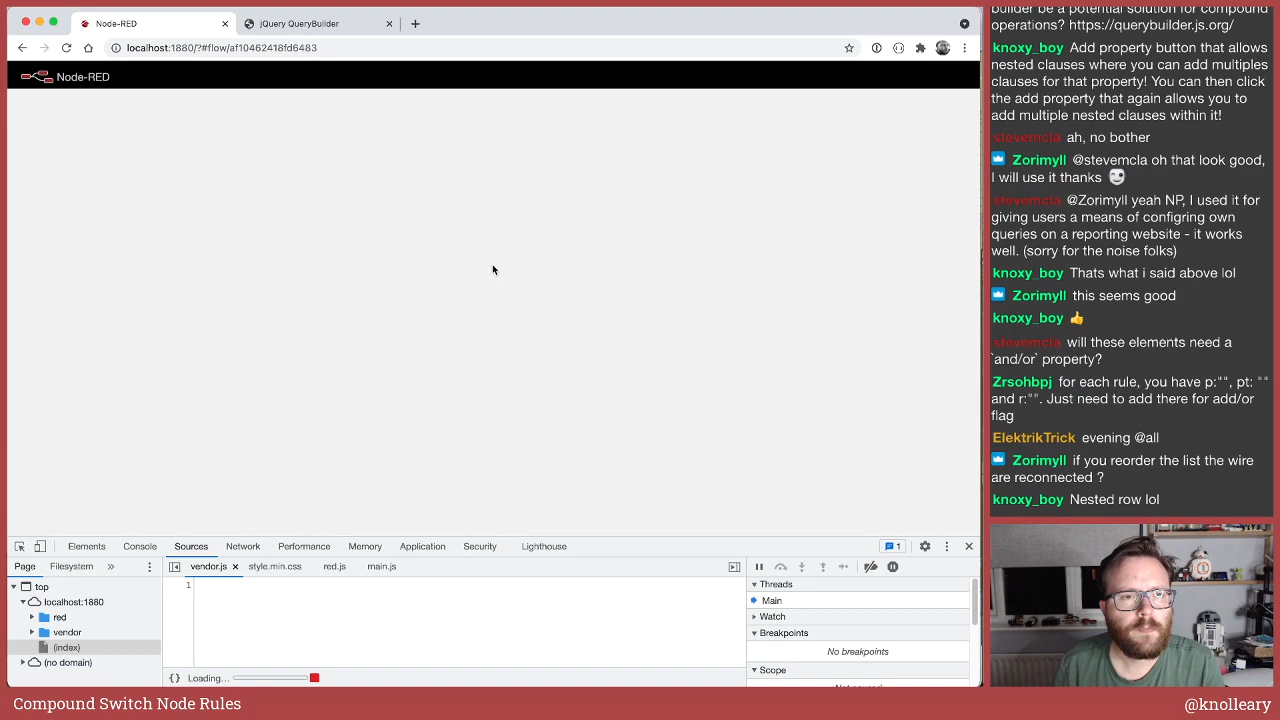 Node-RED
jQuery QueryBuilder
localhost:1880/?#flow/af10462418fd6483
Node-RED
Elements
Console
Sources
Network
Performance
Memory
Application
Security
Lighthouse
1
Page
Filesystem
»
vendor.js
style.min.css
red.js
main.js
top
localhost:1880
red
vendor
(index)
(no domain)
1
{ } Loading...
Threads
Main
Watch
Breakpoints
No breakpoints
Scope
builder be a potential solution for compound
operations? https://querybuilder.js.org/
knoxy_boy Add property button that allows
nested clauses where you can add multiples
clauses for that property! You can then click
the add property that again allows you to
add multiple nested clauses within it!
stevemcla ah, no bother
Zorimyll @stevemcla oh that look good,
I will use it thanks
stevemcla @Zorimyll yeah NP, I used it for
giving users a means of configring own
queries on a reporting website - it works
well. (sorry for the noise folks)
knoxy_boy Thats what i said above lol
Zorimyll this seems good
knoxy_boy 👍
stevemcla will these elements need a
`and/or` property?
Zrsohbpj for each rule, you have p:"", pt: ""
and r:"". Just need to add there for add/or
flag
ElektrikTrick evening @all
Zorimyll if you reorder the list the wire
are reconnected ?
knoxy_boy Nested row lol
Compound Switch Node Rules
@knolleary